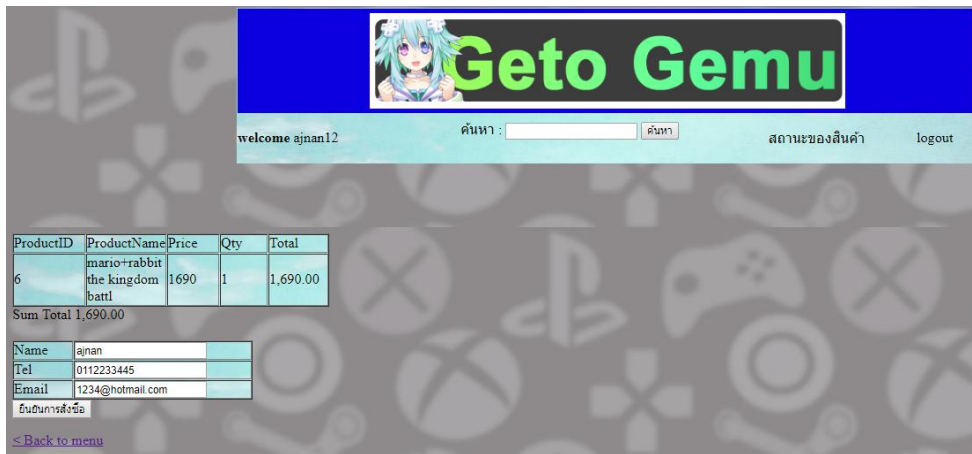 Geto Gemu
welcome ajnan12 ค้นหา : ค้นหา สถานะของสินค้า logout
ProductID ProductName Price Qty Total
6 mario+rabbit the kingdom battl 1690 1 1,690.00
Sum Total 1,690.00
Name ajnan
Tel 0112233445
Email 1234@hotmail.com
ยืนยันการสั่งซื้อ
< Back to menu